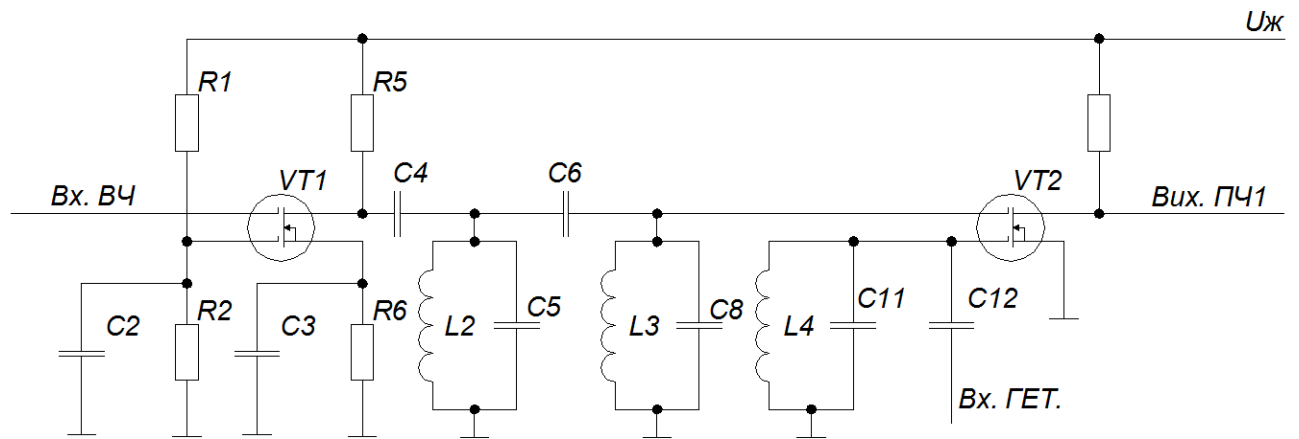 Uж
R1
R5
C4
C6
VT1
VT2
Вх. ВЧ
Вих. ПЧ1
C2
R2
C3
R6
L2
C5
L3
C8
L4
C11
C12
Вх. ГЕТ.